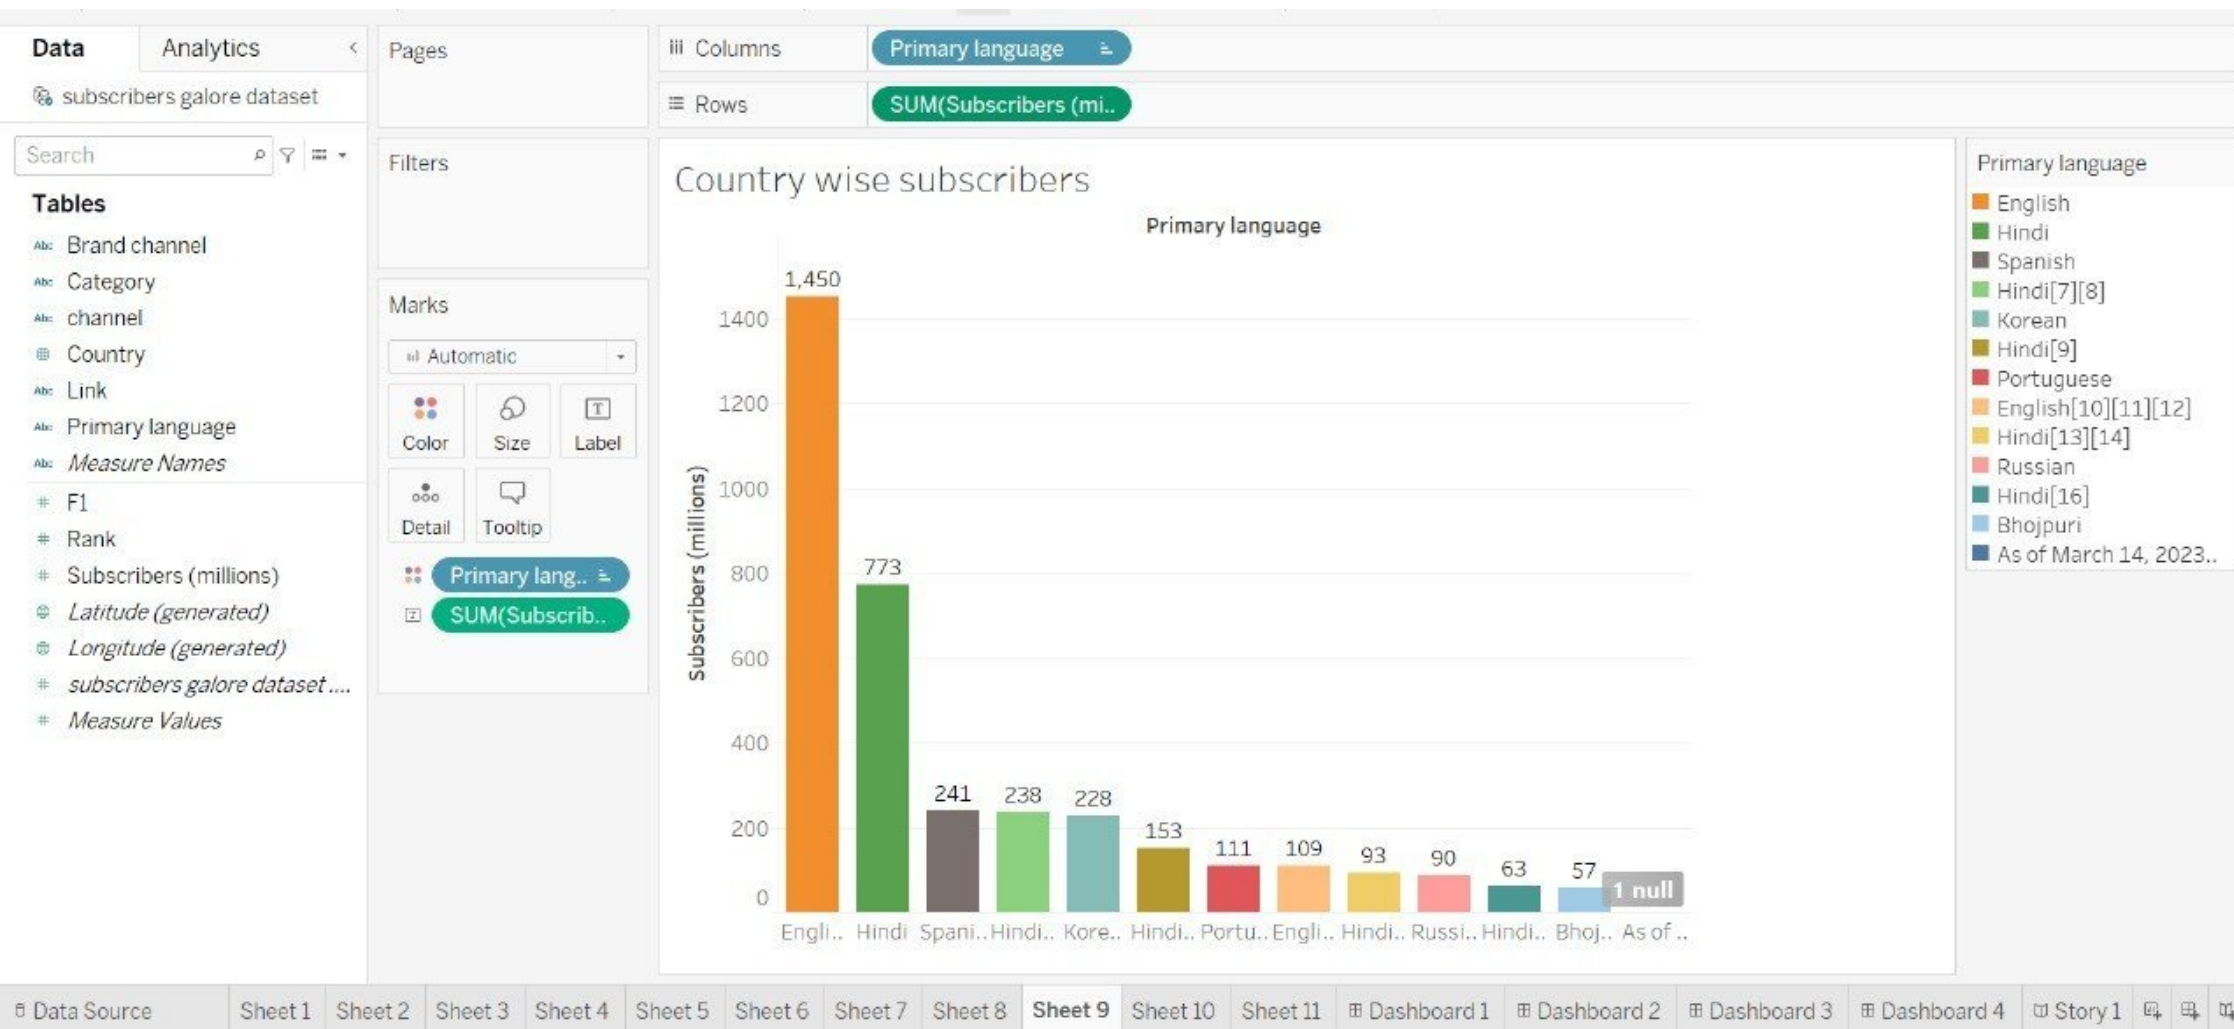 Data
Analytics
subscribers galore dataset
Search
Tables
Abc Brand channel
Abc Category
Abc channel
Country
Abc Link
Abc Primary language
Abc Measure Names
# F1
# Rank
# Subscribers (millions)
Latitude (generated)
Longitude (generated)
# subscribers galore dataset ....
# Measure Values
Pages
Filters
Marks
Automatic
Color
Size
Label
Detail
Tooltip
Primary lang..
SUM(Subscrib..
Columns
Primary language
Rows
SUM(Subscribers (mi..
Country wise subscribers
Primary language
Subscribers (millions)
1400
1200
1000
800
600
400
200
0
1,450
773
241
238
228
153
111
109
93
90
63
57
1 null
Engli..
Hindi
Spani..
Hindi..
Kore..
Hindi..
Portu..
Engli..
Hindi..
Russi..
Hindi..
Bhoj..
As of ..
Primary language
English
Hindi
Spanish
Hindi[7][8]
Korean
Hindi[9]
Portuguese
English[10][11][12]
Hindi[13][14]
Russian
Hindi[16]
Bhojpuri
As of March 14, 2023..
Data Source
Sheet 1
Sheet 2
Sheet 3
Sheet 4
Sheet 5
Sheet 6
Sheet 7
Sheet 8
Sheet 9
Sheet 10
Sheet 11
Dashboard 1
Dashboard 2
Dashboard 3
Dashboard 4
Story 1